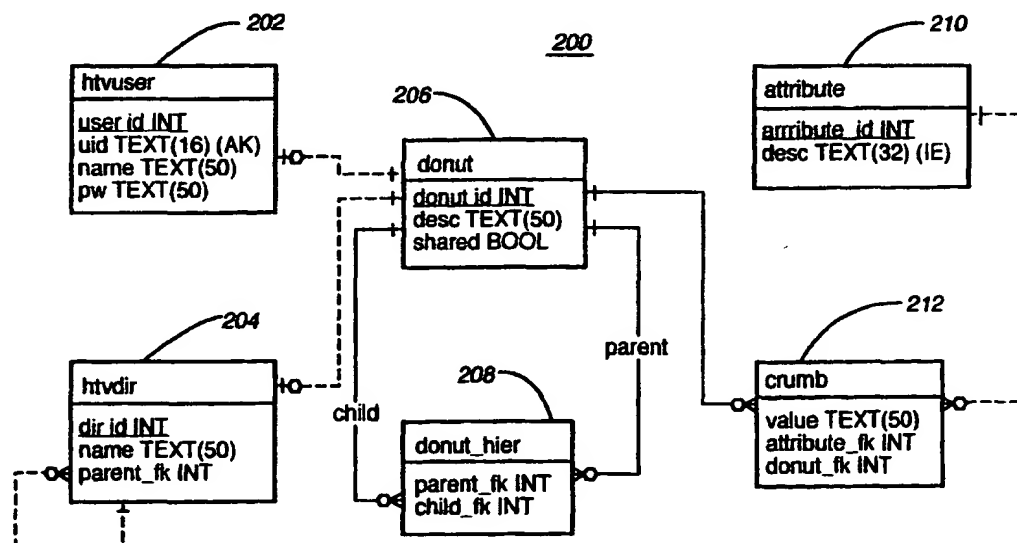 202
200
210
htvuser
user id INT
uid TEXT(16) (AK)
name TEXT(50)
pw TEXT(50)
206
donut
donut id INT
desc TEXT(50)
shared BOOL
attribute
arrribute_id INT
desc TEXT(32) (IE)
204
htvdir
dir id INT
name TEXT(50)
parent_fk INT
child
208
donut_hier
parent_fk INT
child_fk INT
parent
212
crumb
value TEXT(50)
attribute_fk INT
donut_fk INT